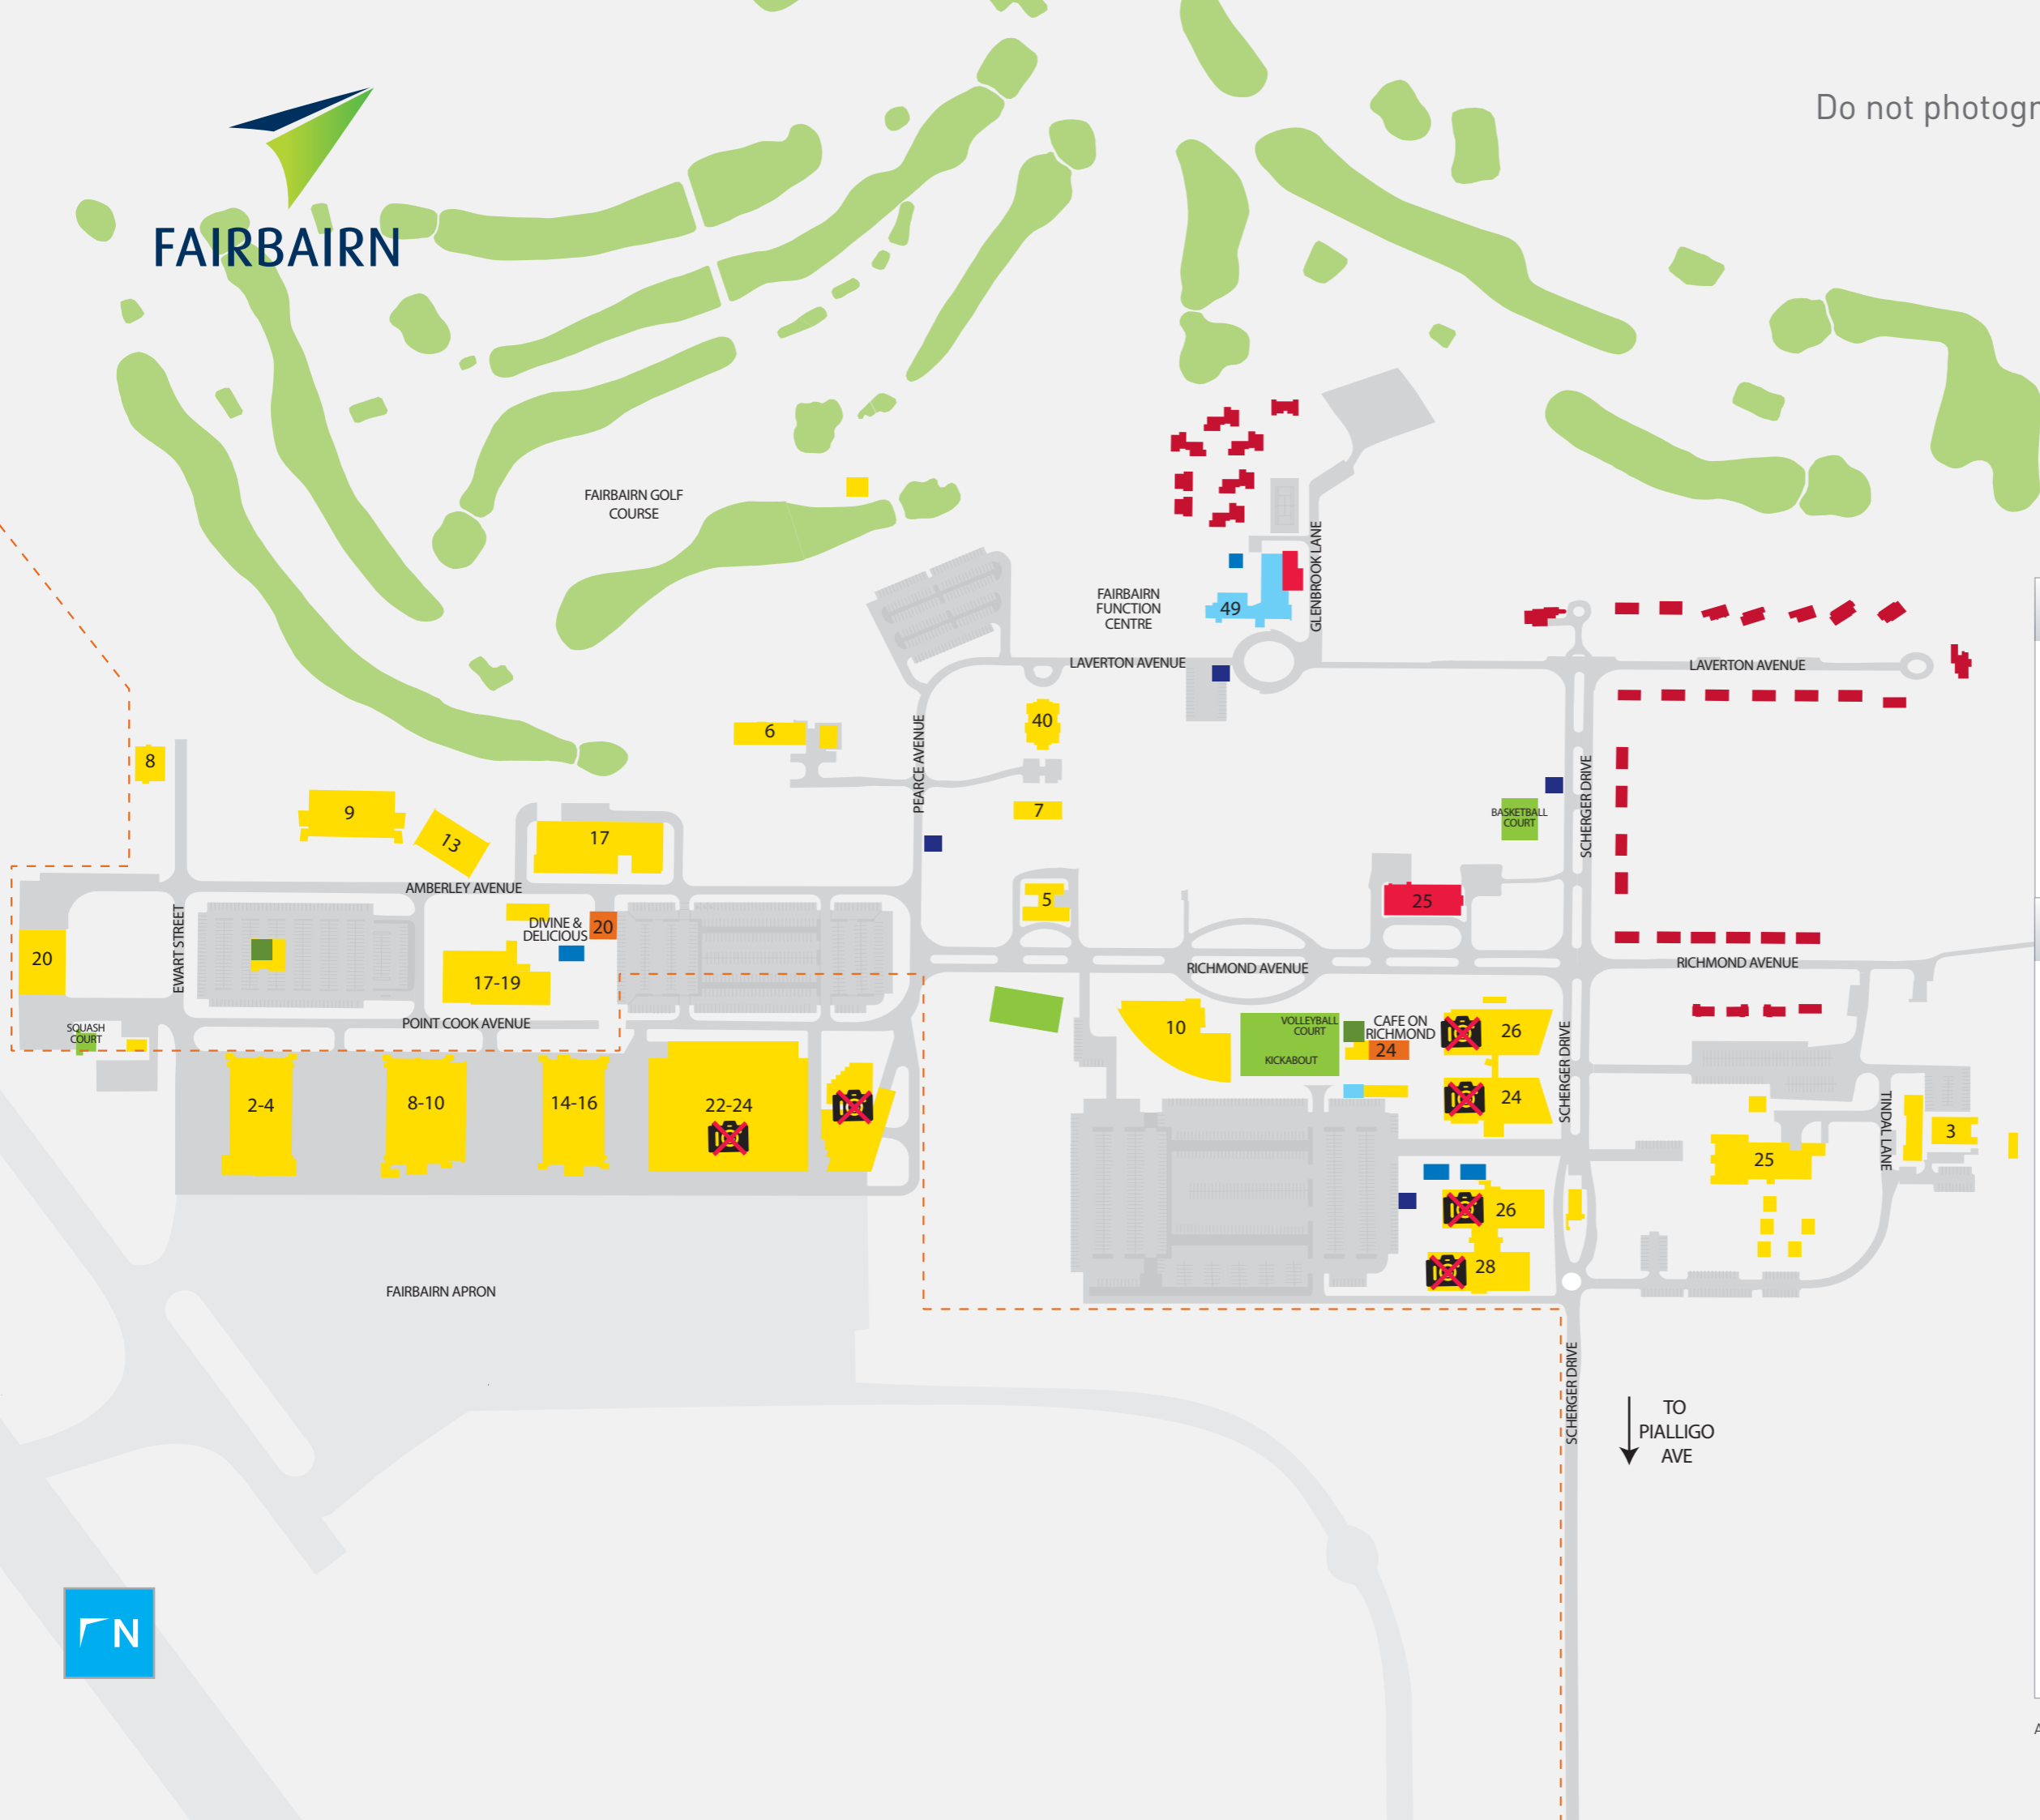 Do not photogr
FAIRBAIRN
FAIRBAIRN GOLF
COURSE
FAIRBAIRN
FUNCTION
CENTRE
49
GLENBROOK LANE
LAVERTON AVENUE
LAVERTON AVENUE
6
40
PEARCE AVENUE
7
8
9
13
17
SCHERGER DRIVE
BASKETBALL
COURT
AMBERLEY AVENUE
5
25
EWART STREET
DIVINE &
DELICIOUS
20
20
17-19
RICHMOND AVENUE
RICHMOND AVENUE
SQUASH
COURT
POINT COOK AVENUE
10
VOLLEYBALL
COURT
KICKABOUT
CAFE ON
RICHMOND
24
26
SCHERGER DRIVE
2-4
8-10
14-16
22-24
24
TINDAL LANE
3
25
26
28
FAIRBAIRN APRON
SCHERGER DRIVE
TO
PIALLIGO
AVE
N
A